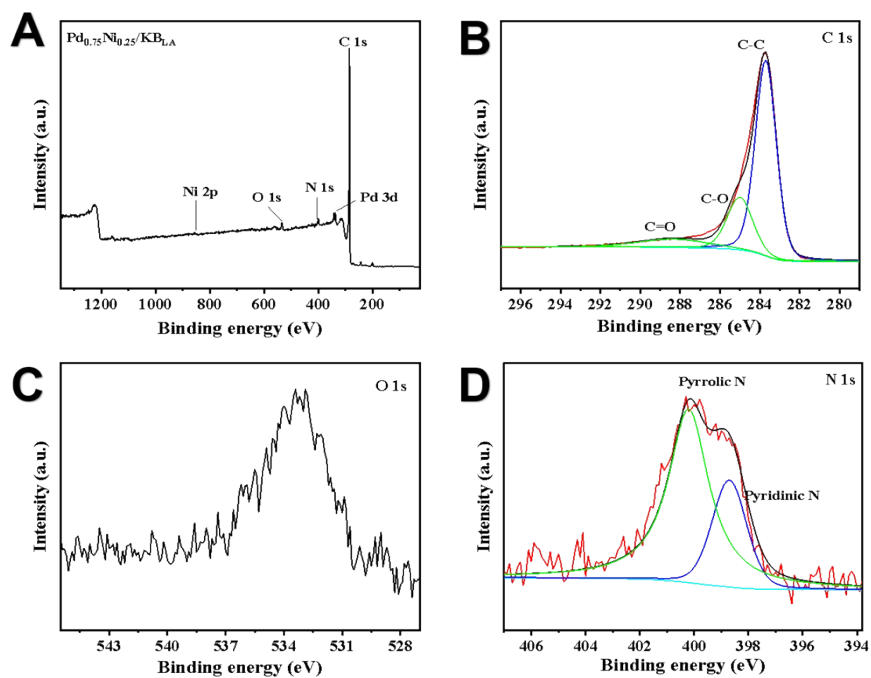 A
Pd0.75Ni0.25/KBLA
C 1s
Ni 2p
O 1s
N 1s
Pd 3d
Intensity (a.u.)
1200 1000 800 600 400 200
Binding energy (eV)
B
C 1s
C-C
C-O
C=O
Intensity (a.u.)
296 294 292 290 288 286 284 282 280
Binding energy (eV)
C
O 1s
Intensity (a.u.)
543 540 537 534 531 528
Binding energy (eV)
D
N 1s
Pyrrolic N
Pyridinic N
Intensity (a.u.)
406 404 402 400 398 396 394
Binding energy (eV)